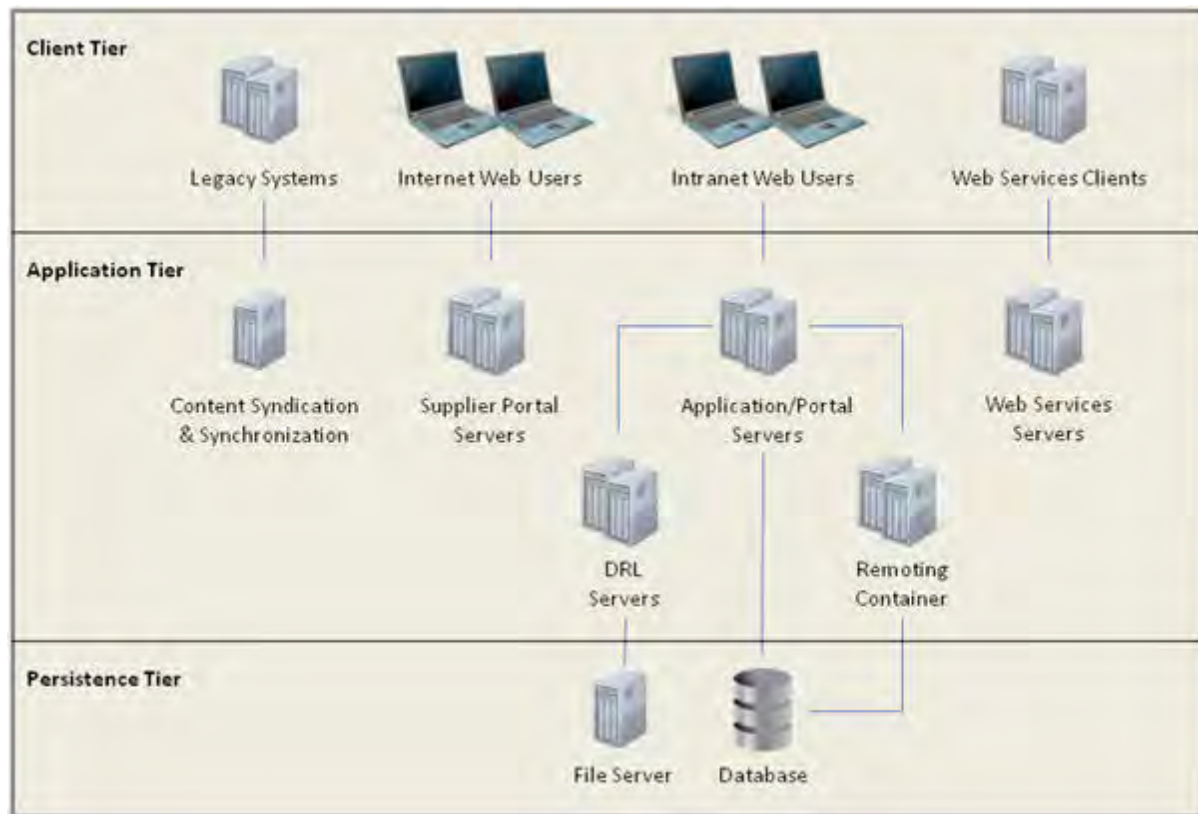 Client Tier
Legacy Systems
Internet Web Users
Intranet Web Users
Web Services Clients
Application Tier
Content Syndication
& Synchronization
Supplier Portal
Servers
Application/Portal
Servers
Web Services
Servers
DRL
Servers
Remoting
Container
Persistence Tier
File Server
Database